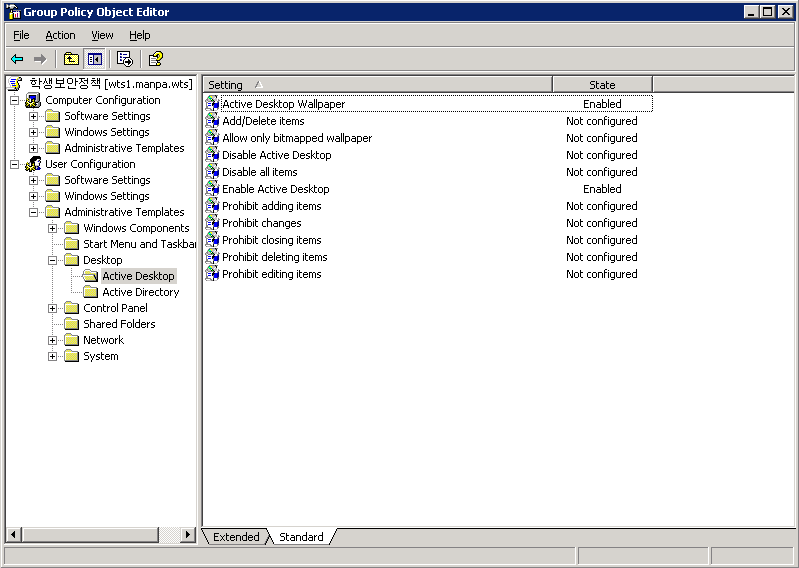 Group Policy Object Editor
File Action View Help
학생보안정책 [wts1.manpa.wts]
Computer Configuration
Software Settings
Windows Settings
Administrative Templates
User Configuration
Software Settings
Windows Settings
Administrative Templates
Windows Components
Start Menu and Taskbar
Desktop
Active Desktop
Active Directory
Control Panel
Shared Folders
Network
System
Setting State
Active Desktop Wallpaper Enabled
Add/Delete items Not configured
Allow only bitmapped wallpaper Not configured
Disable Active Desktop Not configured
Disable all items Not configured
Enable Active Desktop Enabled
Prohibit adding items Not configured
Prohibit changes Not configured
Prohibit closing items Not configured
Prohibit deleting items Not configured
Prohibit editing items Not configured
Extended Standard